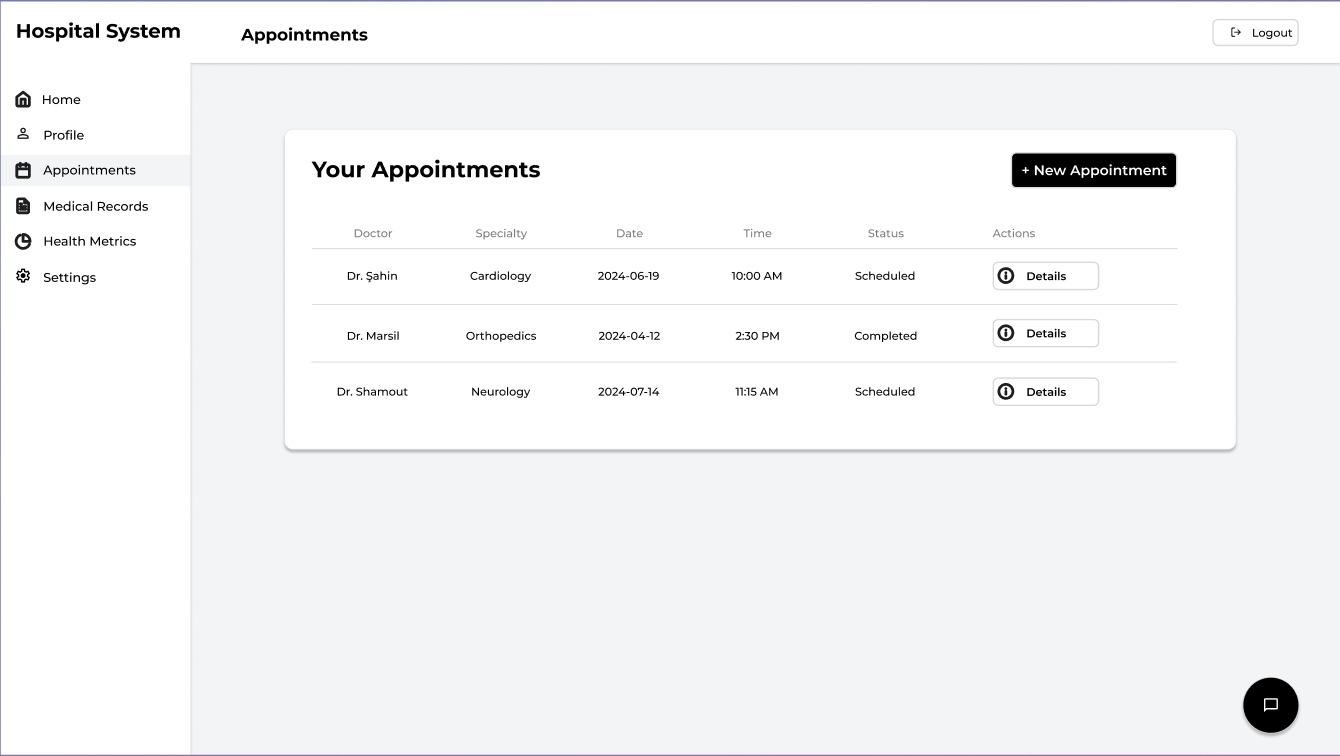 Hospital System
Appointments
Logout
Home
Profile
Appointments
Medical Records
Health Metrics
Settings
Your Appointments
+ New Appointment
Doctor Specialty Date Time Status Actions
Dr. Şahin Cardiology 2024-06-19 10:00 AM Scheduled Details
Dr. Marsil Orthopedics 2024-04-12 2:30 PM Completed Details
Dr. Shamout Neurology 2024-07-14 11:15 AM Scheduled Details